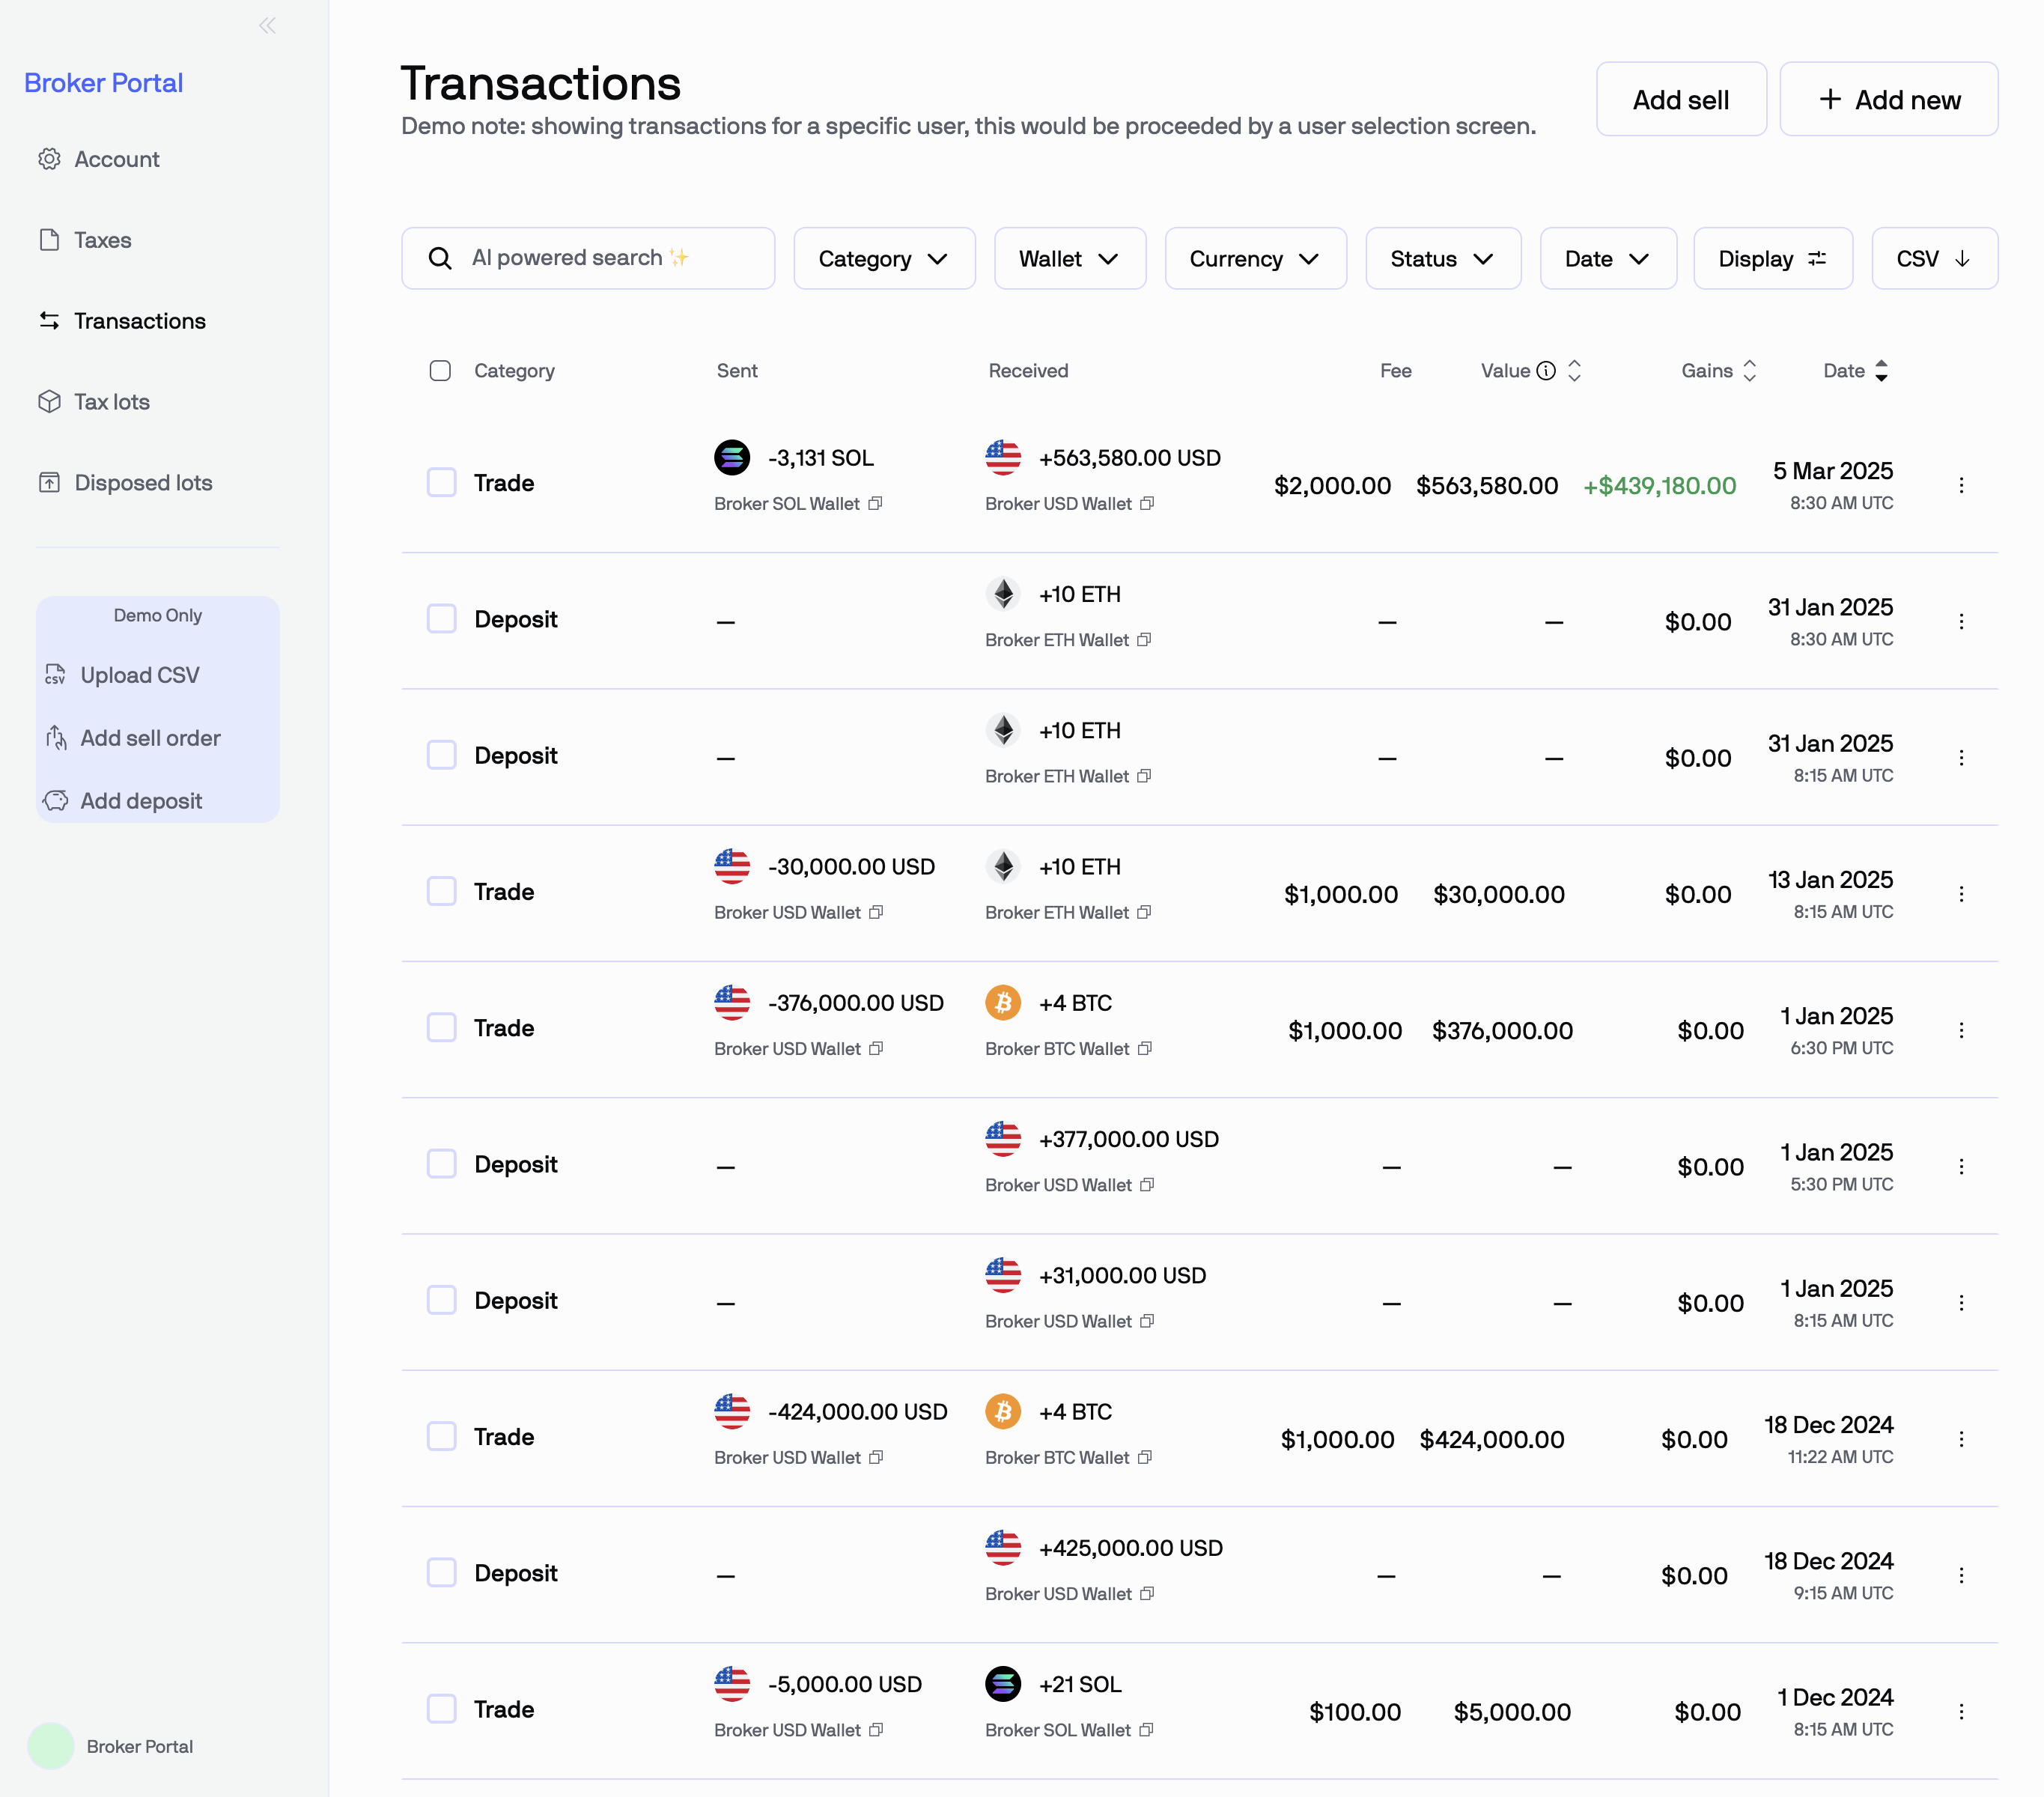 Broker Portal
Account
Taxes
Transactions
Tax lots
Disposed lots
Demo Only
CSV Upload CSV
Add sell order
Add deposit
Broker Portal
Transactions
Demo note: showing transactions for a specific user, this would be proceeded by a user selection screen.
Add sell
+ Add new
AI powered search ✨ Category Wallet Currency Status Date Display CSV
Category Sent Received Fee Value Gains Date
Trade -3,131 SOL +563,580.00 USD $2,000.00 $563,580.00 +$439,180.00 5 Mar 2025
Broker SOL Wallet Broker USD Wallet 8:30 AM UTC
Deposit — +10 ETH — — $0.00 31 Jan 2025
Broker ETH Wallet 8:30 AM UTC
Deposit — +10 ETH — — $0.00 31 Jan 2025
Broker ETH Wallet 8:15 AM UTC
Trade -30,000.00 USD +10 ETH $1,000.00 $30,000.00 $0.00 13 Jan 2025
Broker USD Wallet Broker ETH Wallet 8:15 AM UTC
Trade -376,000.00 USD +4 BTC $1,000.00 $376,000.00 $0.00 1 Jan 2025
Broker USD Wallet Broker BTC Wallet 6:30 PM UTC
Deposit — +377,000.00 USD — — $0.00 1 Jan 2025
Broker USD Wallet 5:30 PM UTC
Deposit — +31,000.00 USD — — $0.00 1 Jan 2025
Broker USD Wallet 8:15 AM UTC
Trade -424,000.00 USD +4 BTC $1,000.00 $424,000.00 $0.00 18 Dec 2024
Broker USD Wallet Broker BTC Wallet 11:22 AM UTC
Deposit — +425,000.00 USD — — $0.00 18 Dec 2024
Broker USD Wallet 9:15 AM UTC
Trade -5,000.00 USD +21 SOL $100.00 $5,000.00 $0.00 1 Dec 2024
Broker USD Wallet Broker SOL Wallet 8:15 AM UTC